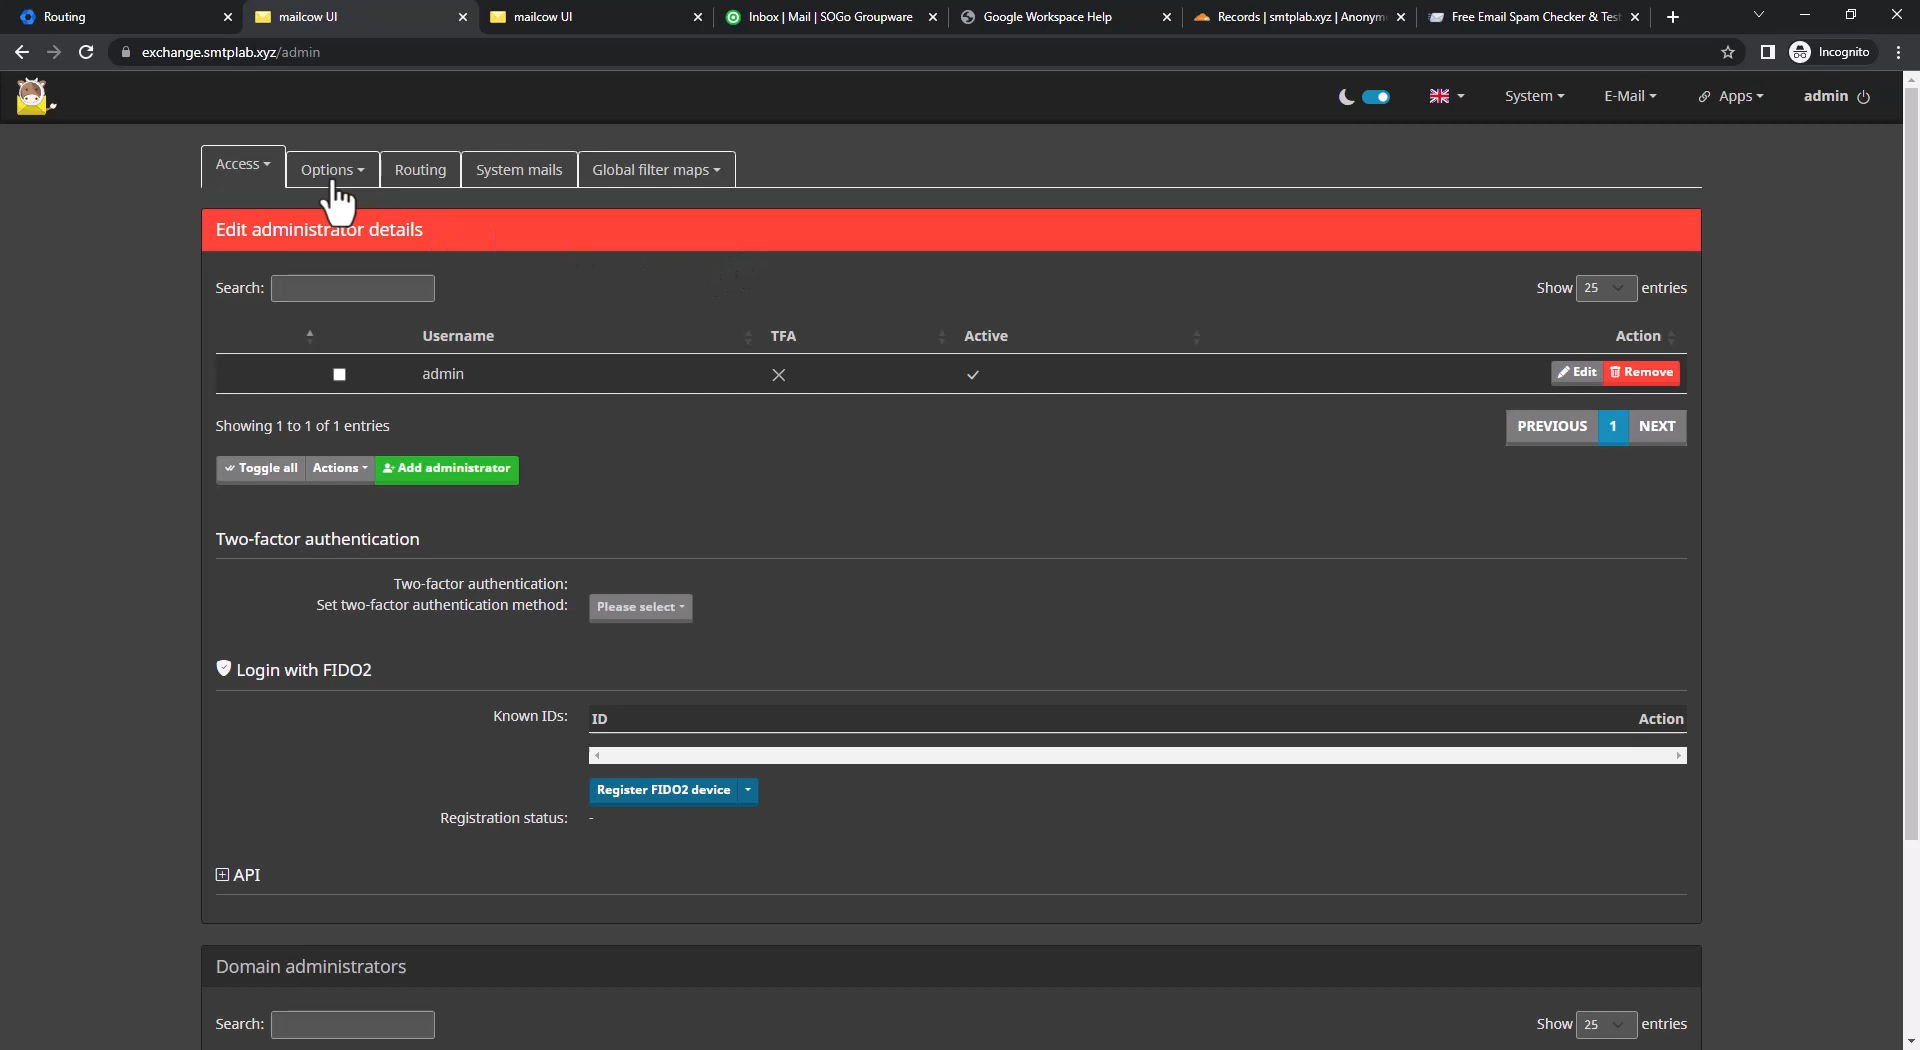 Routing
mailcow UI
mailcow UI
Inbox | Mail | SOGo Groupware
Google Workspace Help
Records | smtplab.xyz | Anonym
Free Email Spam Checker & Test
exchange.smtplab.xyz/admin
Incognito
System
E-Mail
Apps
admin
Access
Options
Routing
System mails
Global filter maps
Edit administrator details
Search:
Show 25 entries
Username TFA Active Action
admin Edit Remove
Showing 1 to 1 of 1 entries
PREVIOUS 1 NEXT
Toggle all Actions Add administrator
Two-factor authentication
Two-factor authentication:
Set two-factor authentication method: Please select
Login with FIDO2
Known IDs: ID Action
Register FIDO2 device
Registration status: -
API
Domain administrators
Search:
Show 25 entries